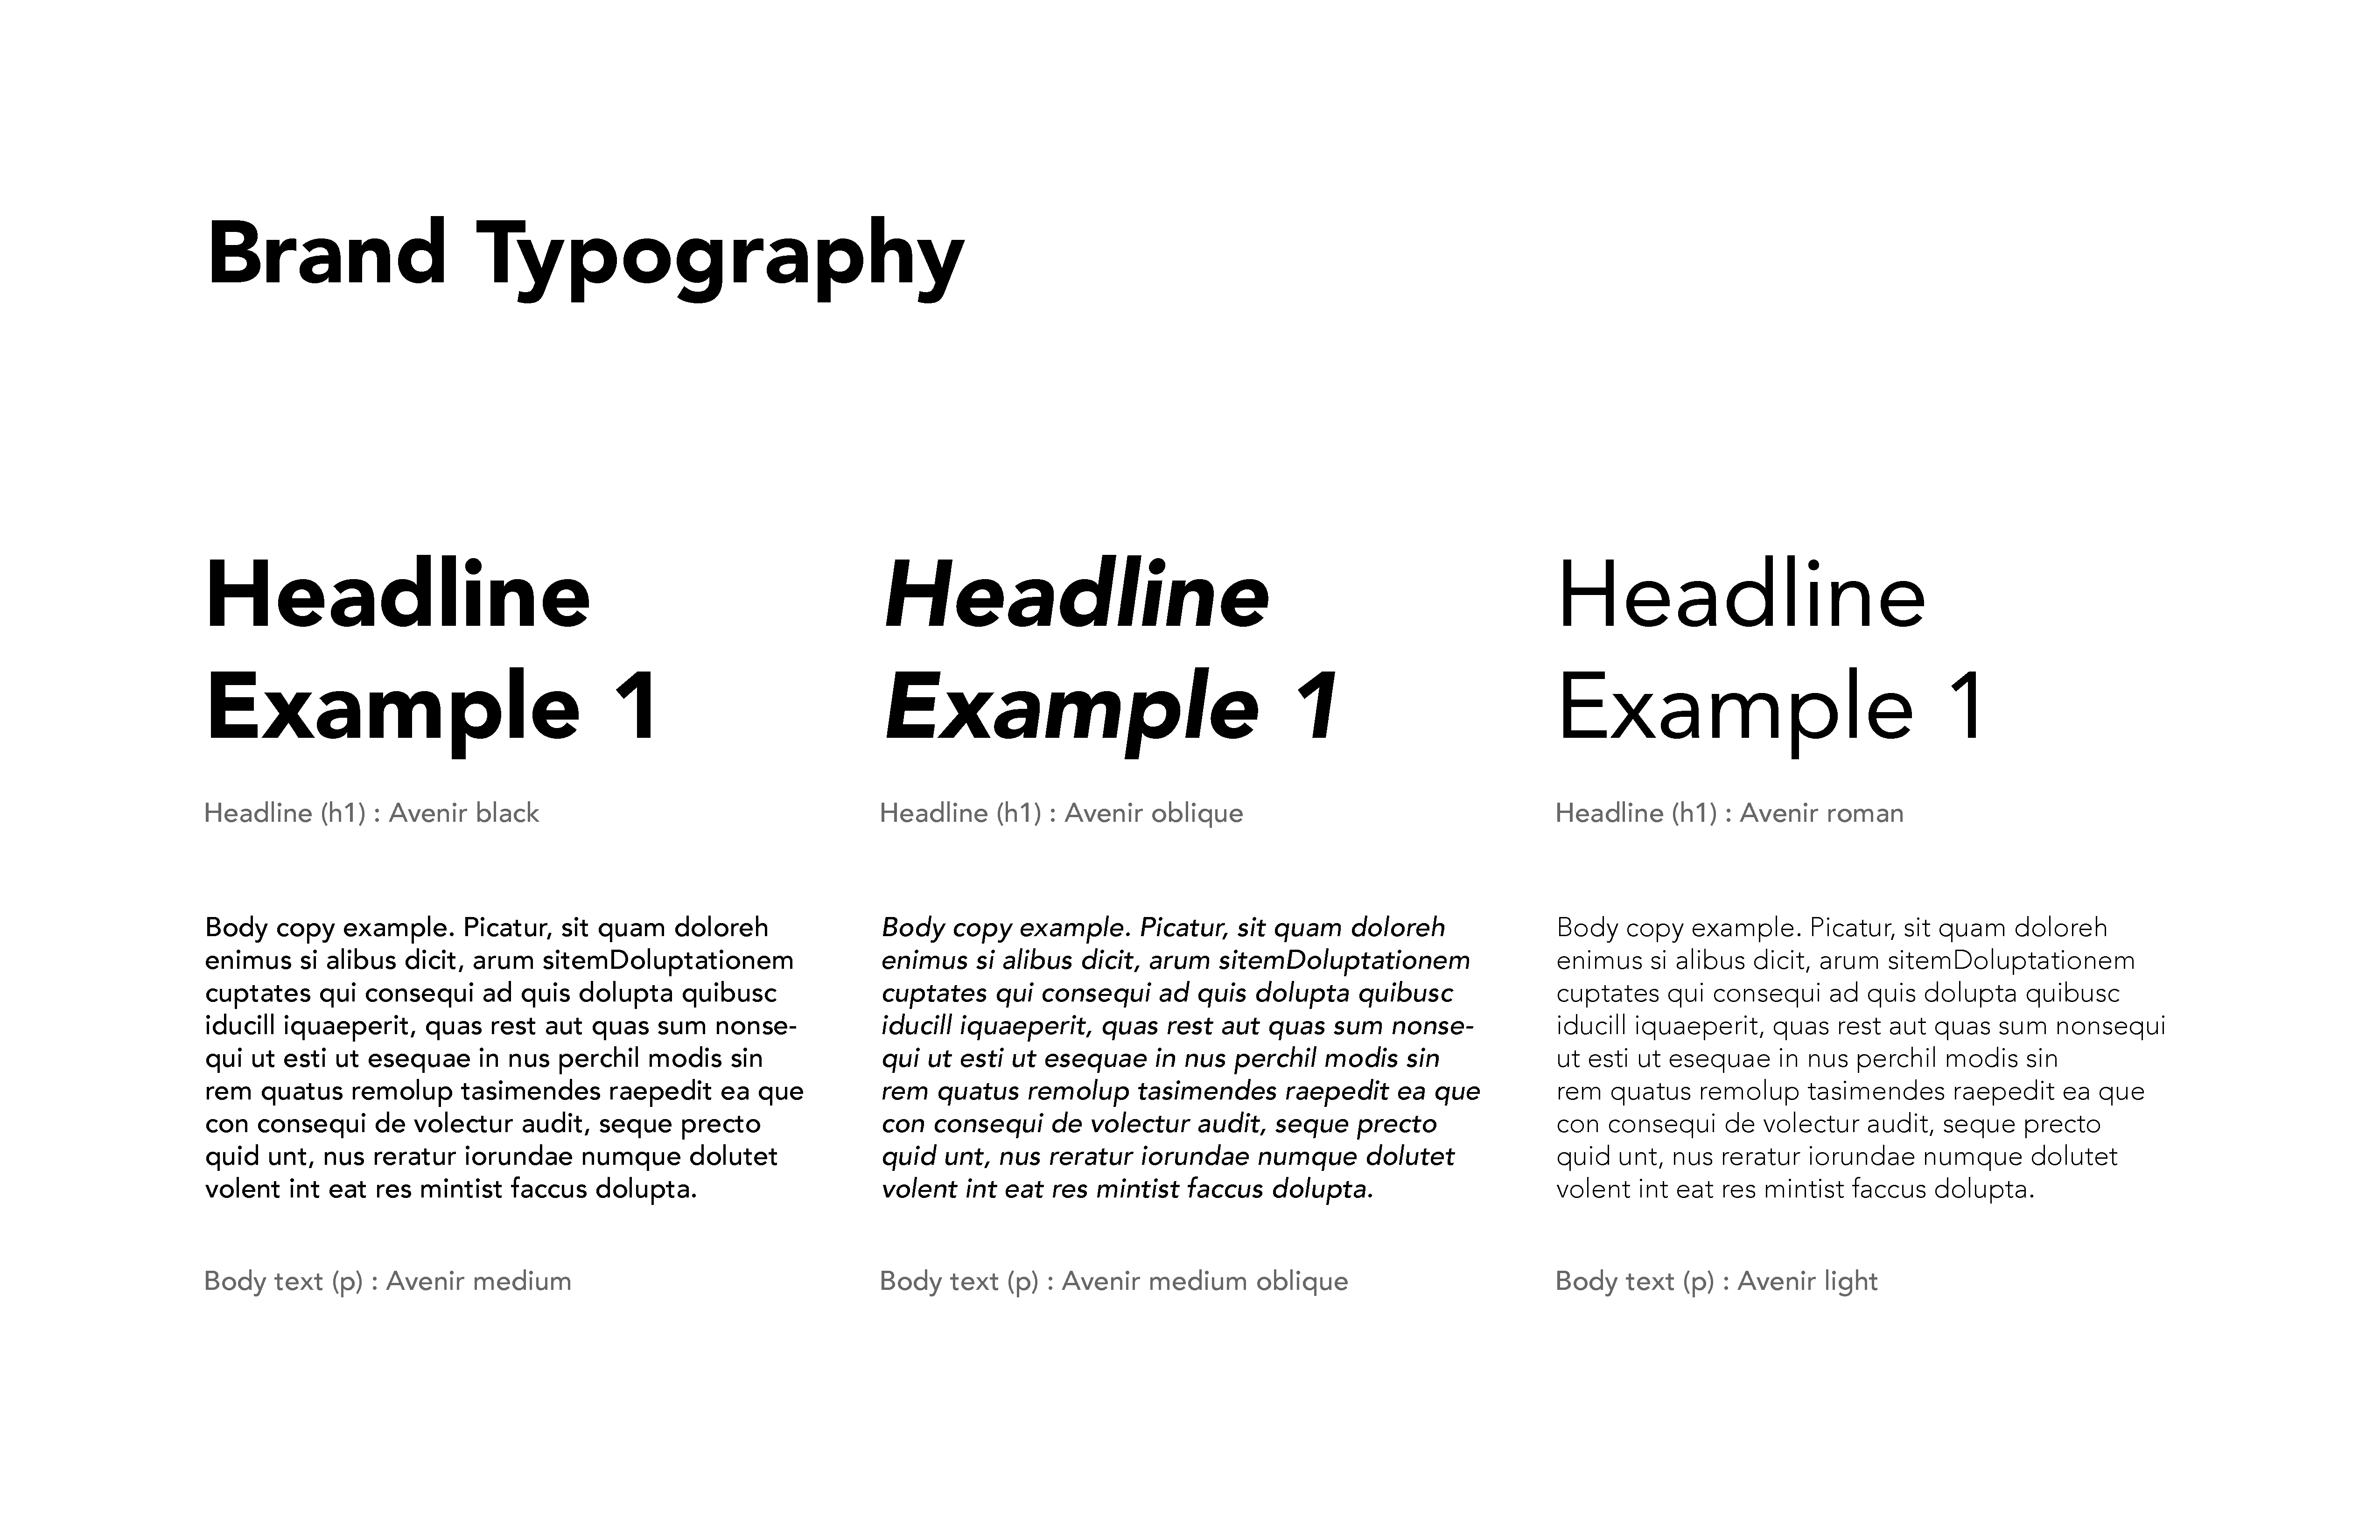 Brand Typography
Headline
Example 1
Headline (h1) : Avenir black
Body copy example. Picatur, sit quam doloreh
enimus si alibus dicit, arum sitemDoluptationem
cuptates qui consequi ad quis dolupta quibusc
iducill iquaeperit, quas rest aut quas sum nonse-
qui ut esti ut esequae in nus perchil modis sin
rem quatus remolup tasimendes raepedit ea que
con consequi de volectur audit, seque precto
quid unt, nus reratur iorundae numque dolutet
volent int eat res mintist faccus dolupta.
Body text (p) : Avenir medium
Headline
Example 1
Headline (h1) : Avenir oblique
Body copy example. Picatur, sit quam doloreh
enimus si alibus dicit, arum sitemDoluptationem
cuptates qui consequi ad quis dolupta quibusc
iducill iquaeperit, quas rest aut quas sum nonse-
qui ut esti ut esequae in nus perchil modis sin
rem quatus remolup tasimendes raepedit ea que
con consequi de volectur audit, seque precto
quid unt, nus reratur iorundae numque dolutet
volent int eat res mintist faccus dolupta.
Body text (p) : Avenir medium oblique
Headline
Example 1
Headline (h1) : Avenir roman
Body copy example. Picatur, sit quam doloreh
enimus si alibus dicit, arum sitemDoluptationem
cuptates qui consequi ad quis dolupta quibusc
iducill iquaeperit, quas rest aut quas sum nonsequi
ut esti ut esequae in nus perchil modis sin
rem quatus remolup tasimendes raepedit ea que
con consequi de volectur audit, seque precto
quid unt, nus reratur iorundae numque dolutet
volent int eat res mintist faccus dolupta.
Body text (p) : Avenir light